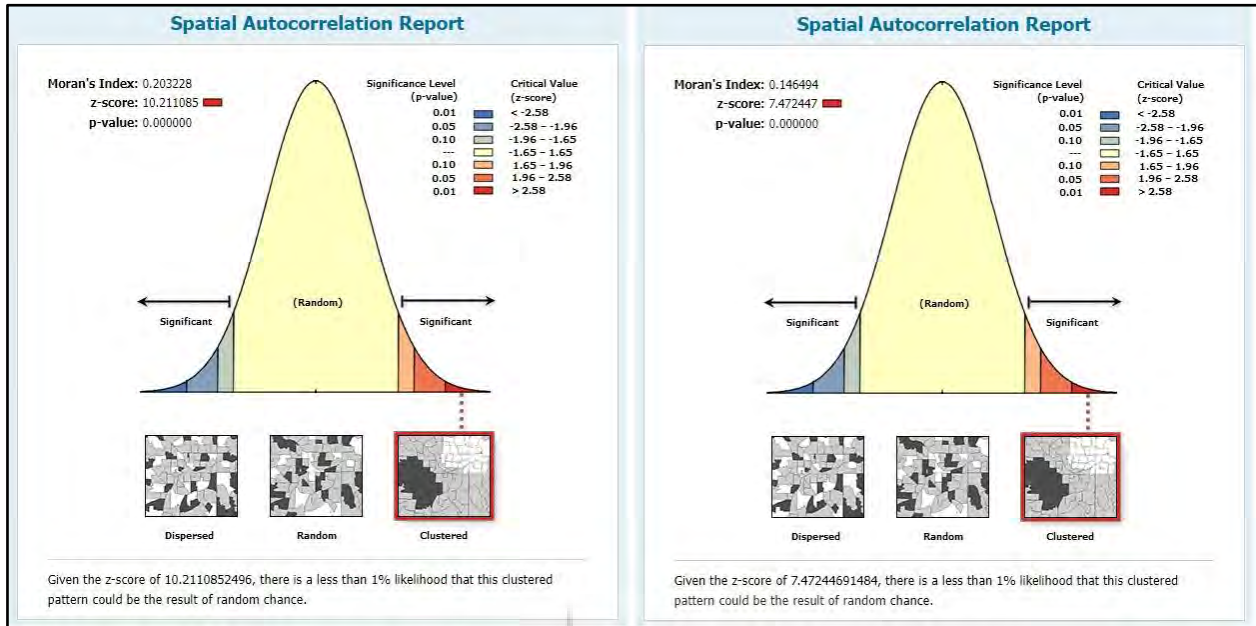 Spatial Autocorrelation Report
Moran's Index: 0.203228
z-score: 10.211085
p-value: 0.000000
Significance Level
(p-value)
Critical Value
(z-score)
0.01 < -2.58
0.05 -2.58 – -1.96
0.10 -1.96 – -1.65
--- -1.65 – 1.65
0.10 1.65 – 1.96
0.05 1.96 – 2.58
0.01 > 2.58
(Random)
Significant
Significant
Dispersed
Random
Clustered
Given the z-score of 10.2110852496, there is a less than 1% likelihood that this clustered
pattern could be the result of random chance.
Spatial Autocorrelation Report
Moran's Index: 0.146494
z-score: 7.472447
p-value: 0.000000
Significance Level
(p-value)
Critical Value
(z-score)
0.01 < -2.58
0.05 -2.58 – -1.96
0.10 -1.96 – -1.65
--- -1.65 – 1.65
0.10 1.65 – 1.96
0.05 1.96 – 2.58
0.01 > 2.58
(Random)
Significant
Significant
Dispersed
Random
Clustered
Given the z-score of 7.47244691484, there is a less than 1% likelihood that this clustered
pattern could be the result of random chance.